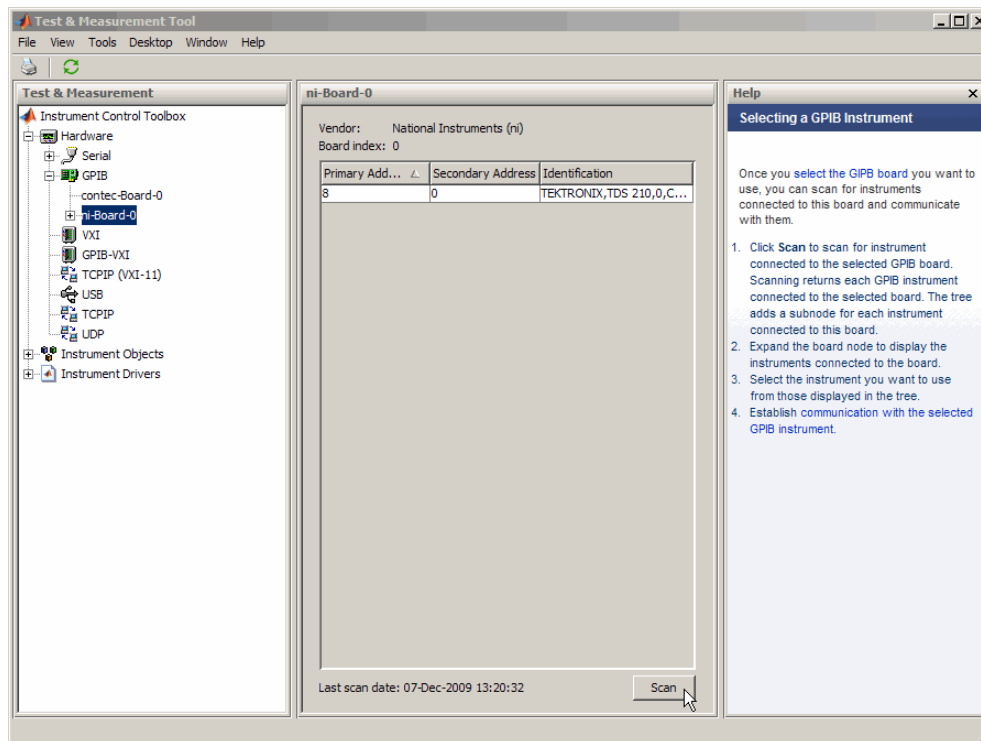 Test & Measurement Tool
File View Tools Desktop Window Help
Test & Measurement
Instrument Control Toolbox
Hardware
Serial
GPIB
contec-Board-0
ni-Board-0
VXI
GPIB-VXI
TCPIP (VXI-11)
USB
TCPIP
UDP
Instrument Objects
Instrument Drivers
ni-Board-0
Vendor: National Instruments (ni)
Board index: 0
Primary Add... Secondary Address Identification
8 0 TEKTRONIX,TDS 210,0,C...
Last scan date: 07-Dec-2009 13:20:32
Scan
Help
Selecting a GPIB Instrument
Once you select the GIPB board you want to
use, you can scan for instruments
connected to this board and communicate
with them.
1. Click Scan to scan for instrument
connected to the selected GPIB board.
Scanning returns each GPIB instrument
connected to the selected board. The tree
adds a subnode for each instrument
connected to this board.
2. Expand the board node to display the
instruments connected to the board.
3. Select the instrument you want to use
from those displayed in the tree.
4. Establish communication with the selected
GPIB instrument.